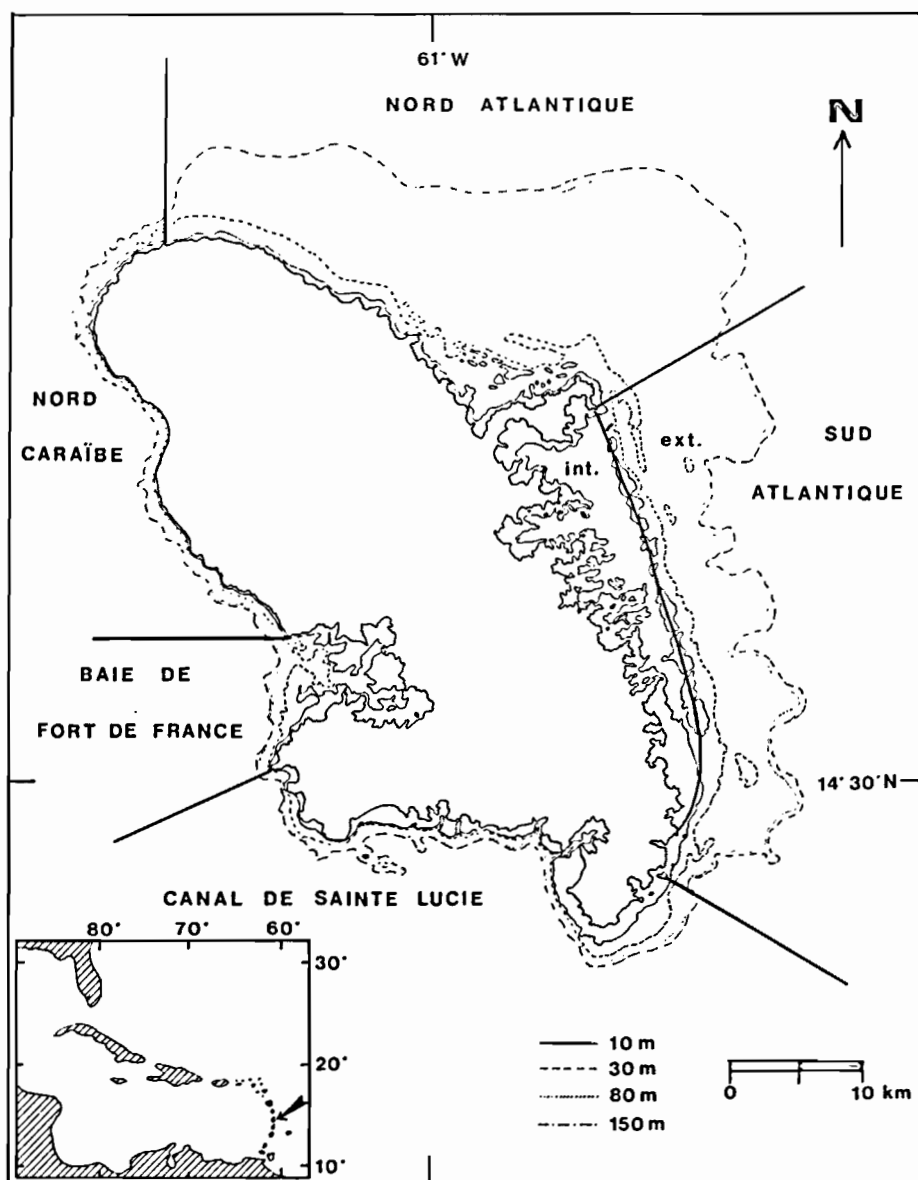 61° W
NORD ATLANTIQUE
N
NORD
CARAÏBE
int.
ext.
SUD
ATLANTIQUE
BAIE DE
FORT DE FRANCE
14° 30'N
CANAL DE SAINTE LUCIE
80° 70° 60°
30°
20°
10°
10 m
30 m
80 m
150 m
0 10 km